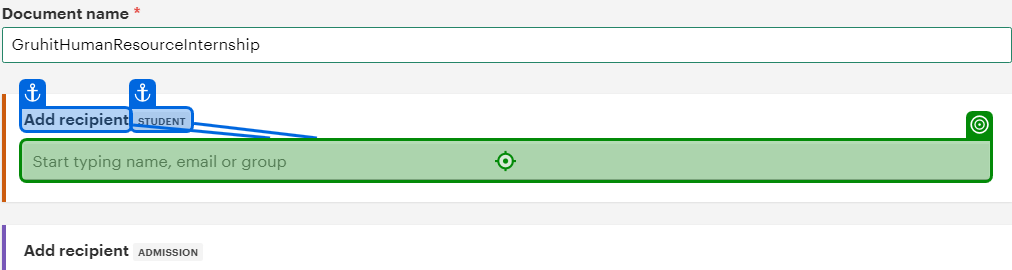 Document name *
GruhitHumanResourceInternship
Add recipient STUDENT
Start typing name, email or group
Add recipient ADMISSION